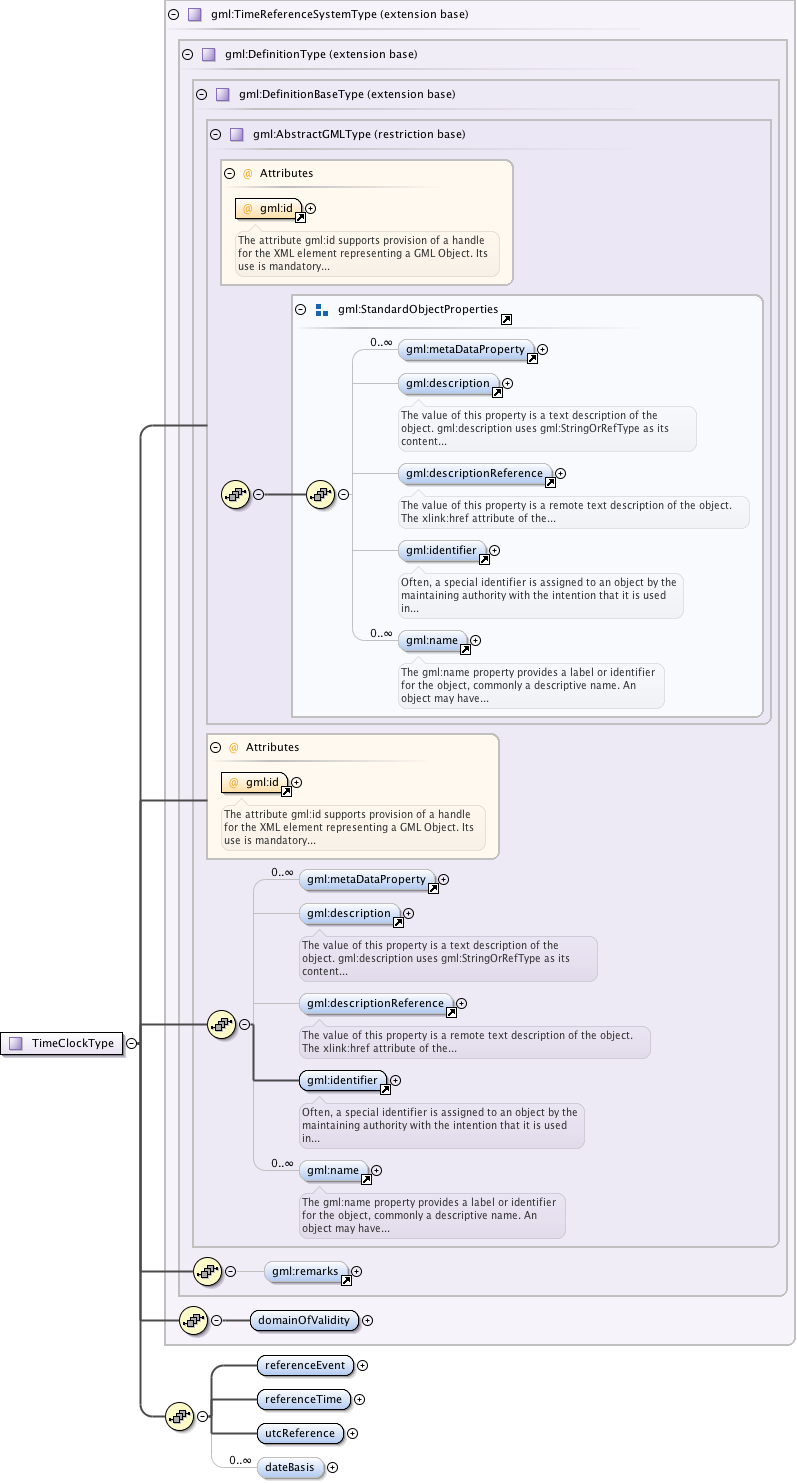 gml:TimeReferenceSystemType (extension base)
gml:DefinitionType (extension base)
gml:DefinitionBaseType (extension base)
gml:AbstractGMLType (restriction base)
@ Attributes
@ gml:id
The attribute gml:id supports provision of a handle
for the XML element representing a GML Object. Its
use is mandatory...
gml:StandardObjectProperties
0..∞
gml:metaDataProperty
gml:description
The value of this property is a text description of the
object. gml:description uses gml:StringOrRefType as its
content...
gml:descriptionReference
The value of this property is a remote text description of the object.
The xlink:href attribute of the...
gml:identifier
Often, a special identifier is assigned to an object by the
maintaining authority with the intention that it is used
in...
0..∞
gml:name
The gml:name property provides a label or identifier
for the object, commonly a descriptive name. An
object may have...
@ Attributes
@ gml:id
The attribute gml:id supports provision of a handle
for the XML element representing a GML Object. Its
use is mandatory...
0..∞
gml:metaDataProperty
gml:description
The value of this property is a text description of the
object. gml:description uses gml:StringOrRefType as its
content...
gml:descriptionReference
The value of this property is a remote text description of the object.
The xlink:href attribute of the...
TimeClockType
gml:identifier
Often, a special identifier is assigned to an object by the
maintaining authority with the intention that it is used
in...
0..∞
gml:name
The gml:name property provides a label or identifier
for the object, commonly a descriptive name. An
object may have...
gml:remarks
domainOfValidity
referenceEvent
referenceTime
utcReference
0..∞
dateBasis